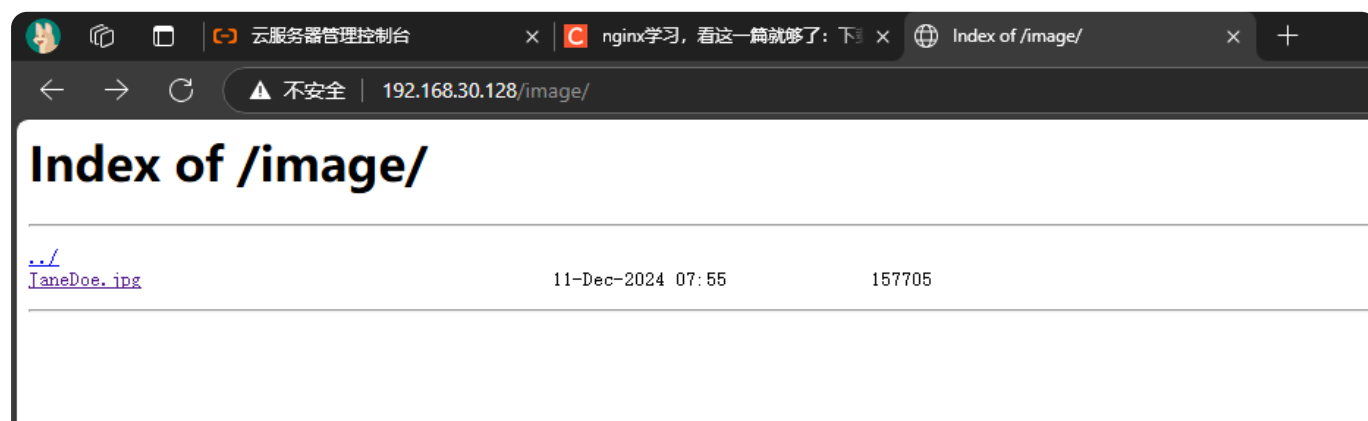 云服务器管理控制台
nginx学习，看这一篇就够了：下
Index of /image/
不安全
192.168.30.128/image/
Index of /image/
../
JaneDoe.jpg 11-Dec-2024 07:55 157705